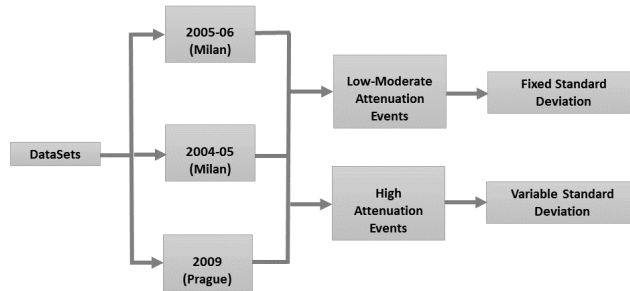 DataSets
2005-06
(Milan)
2004-05
(Milan)
2009
(Prague)
Low-Moderate
Attenuation
Events
High
Attenuation
Events
Fixed Standard
Deviation
Variable Standard
Deviation